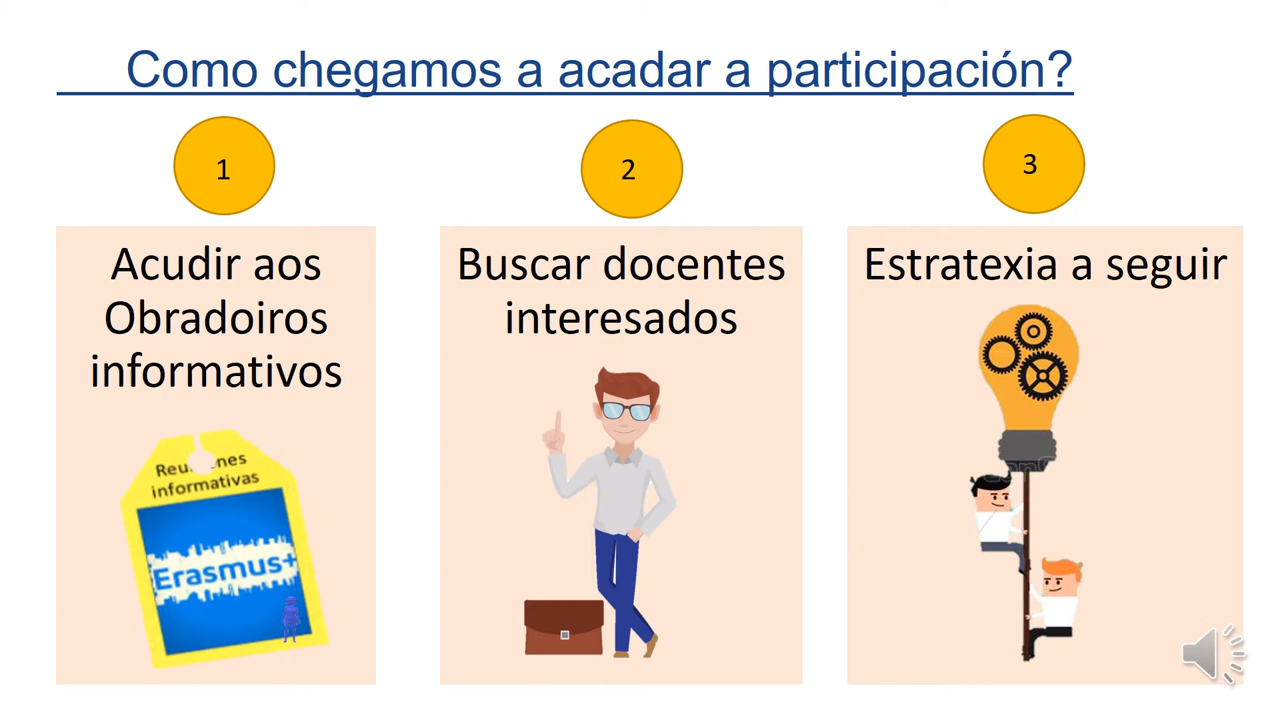 Como chegamos a acadar a participación?
1
2
3
Acudir aos
Obradoiros
informativos
Buscar docentes
interesados
Estratexia a seguir
informativas
Erasmus+